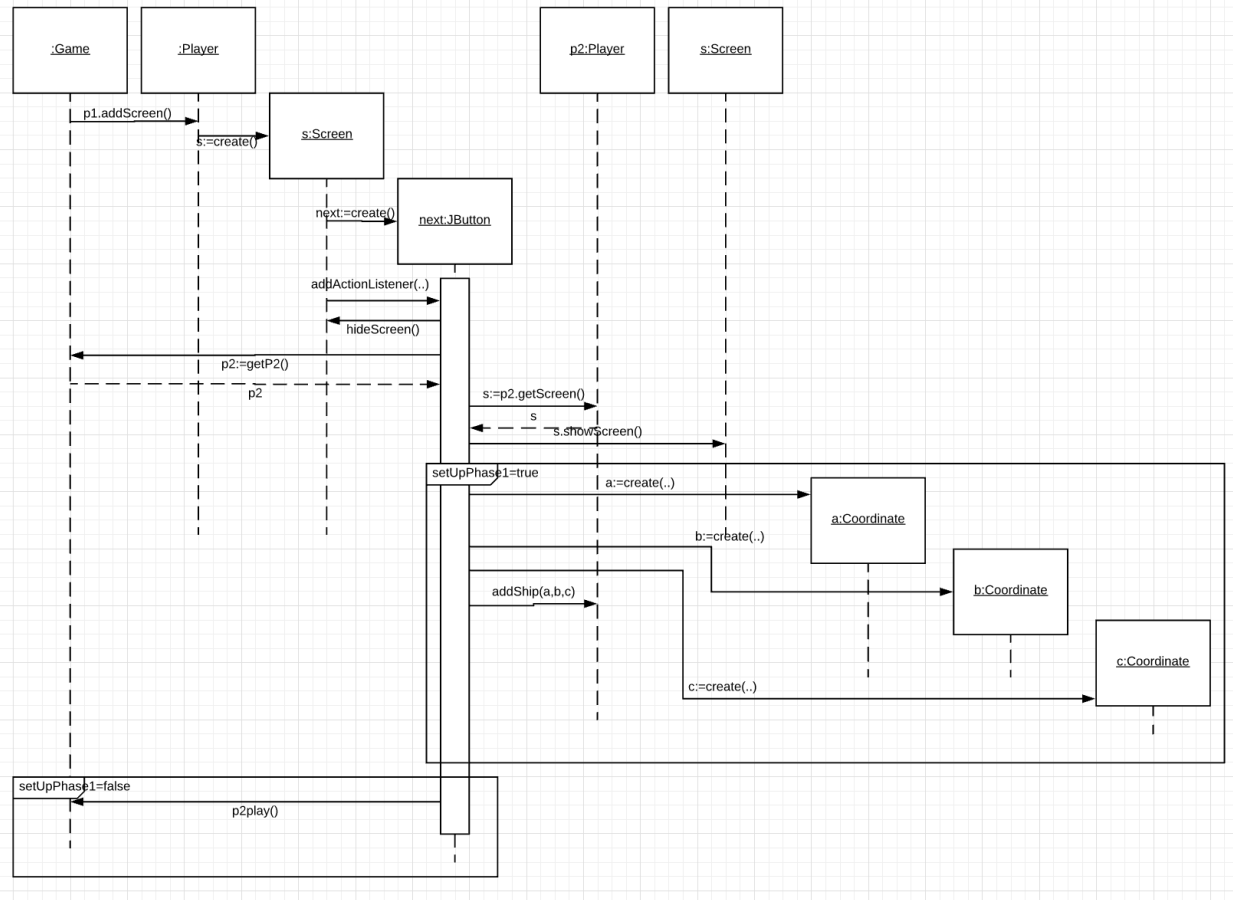 :Game
:Player
p2:Player
s:Screen
p1.addScreen()
s:=create()
s:Screen
next:=create()
next:JButton
addActionListener(..)
hideScreen()
p2:=getP2()
p2
s:=p2.getScreen()
s
s.showScreen()
setUpPhase1=true
a:=create(..)
a:Coordinate
b:=create(..)
b:Coordinate
addShip(a,b,c)
c:Coordinate
c:=create(..)
setUpPhase1=false
p2play()